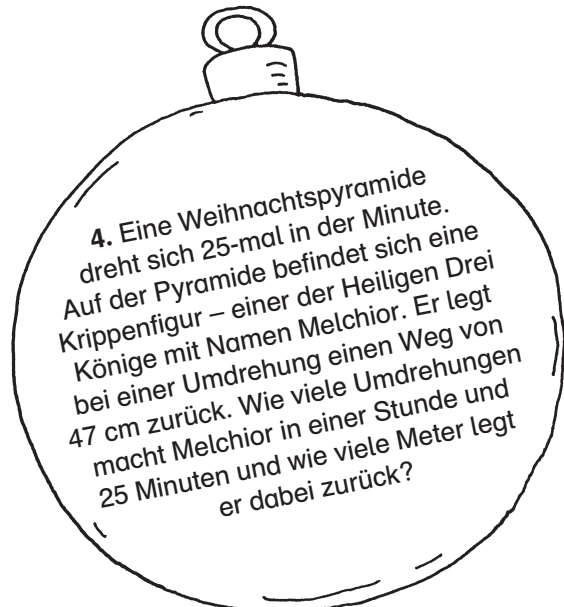 4. Eine Weihnachtspyramide
dreht sich 25-mal in der Minute.
Auf der Pyramide befindet sich eine
Krippenfigur – einer der Heiligen Drei
Könige mit Namen Melchior. Er legt
bei einer Umdrehung einen Weg von
47 cm zurück. Wie viele Umdrehungen
macht Melchior in einer Stunde und
25 Minuten und wie viele Meter legt
er dabei zurück?